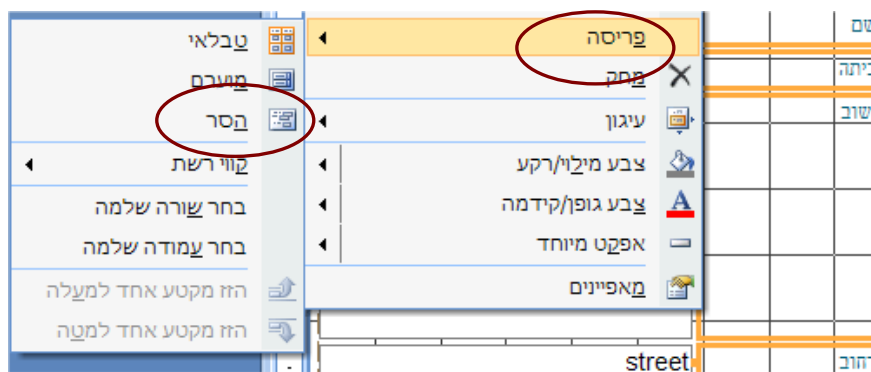 פריסה
מחק
עיגון
צבע מילוי/רקע
צבע גופן/קידמה
אפקט מיוחד
מאפיינים
טבלאי
מוערם
הסר
קווי רשת
בחר שורה שלמה
בחר עמודה שלמה
הזז מקטע אחד למעלה
הזז מקטע אחד למטה
street